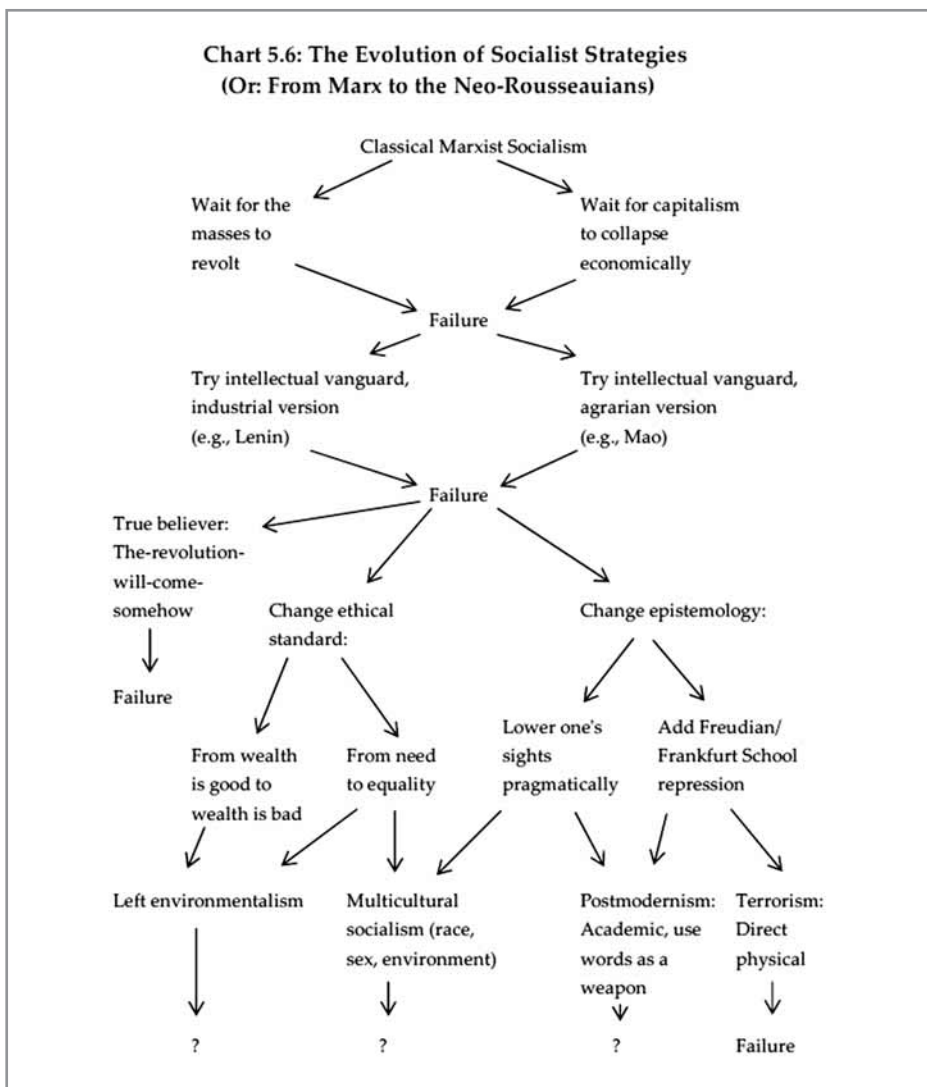 Chart 5.6: The Evolution of Socialist Strategies
(Or: From Marx to the Neo-Rousseauians)
Classical Marxist Socialism
Wait for the
masses to
revolt
Wait for capitalism
to collapse
economically
Failure
Try intellectual vanguard,
industrial version
(e.g., Lenin)
Try intellectual vanguard,
agrarian version
(e.g., Mao)
Failure
True believer:
The-revolution-
will-come-
somehow
Failure
Change ethical
standard:
Change epistemology:
From wealth
is good to
wealth is bad
From need
to equality
Lower one's
sights
pragmatically
Add Freudian/
Frankfurt School
repression
Left environmentalism
Multicultural
socialism (race,
sex, environment)
Postmodernism:
Academic, use
words as a
weapon
Terrorism:
Direct
physical
?
?
?
Failure